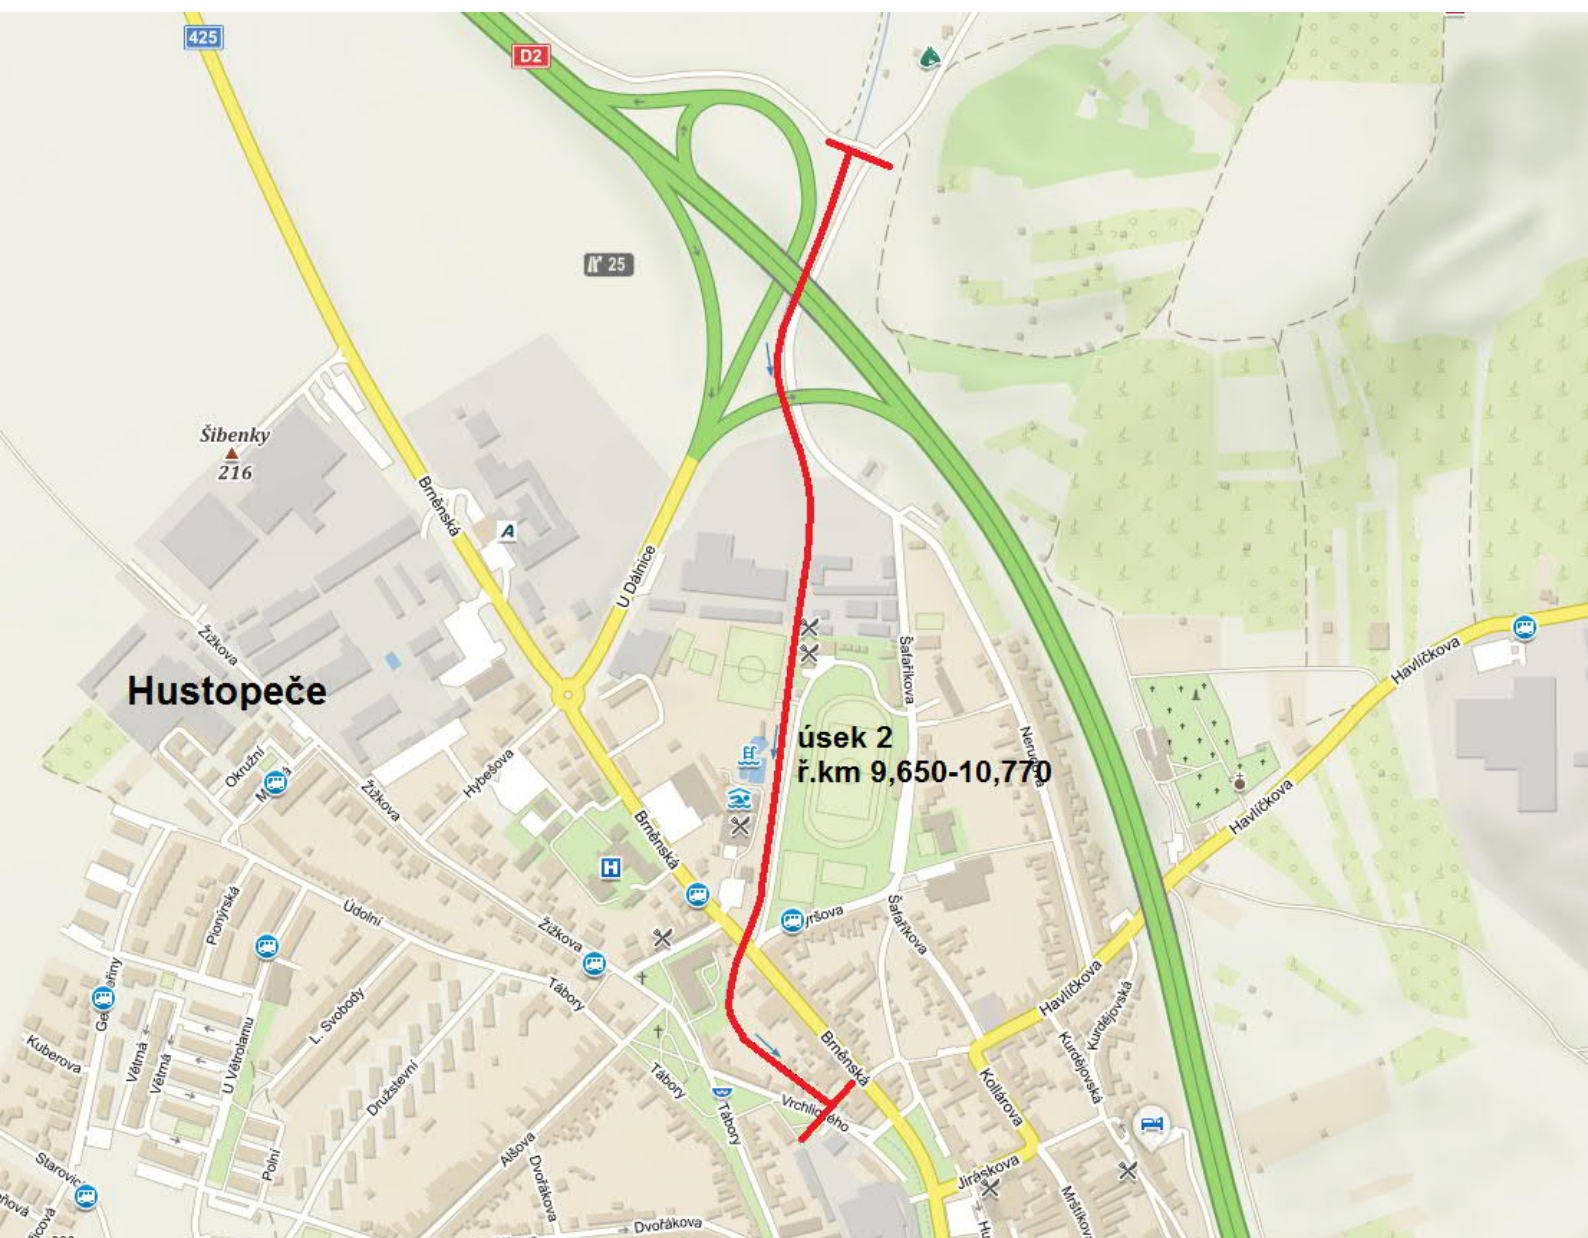 425
D2
25
Šibenky
216
Brněnská
U Dálnice
Žižkova
Šafaříkova
Havlíčkova
Hustopeče
úsek 2
ř.km 9,650-10,770
Okružní
Hybešova
Žižkova
Brněnská
Havlíčkova
H
Pionýrská
Údolní
Žižkova
Šafaříkova
Tábory
Havlíčkova
Kurdějovská
Kurdějovská
L. Svobody
Kuberova
Větrná
Větrná
U Větrolamu
Družstevní
Brněnská
Kollárova
Tábory
Tábory
Vrchlického
Alšova
Dvořákova
Polní
Jiráskova
Mrštíkova
Dvořákova